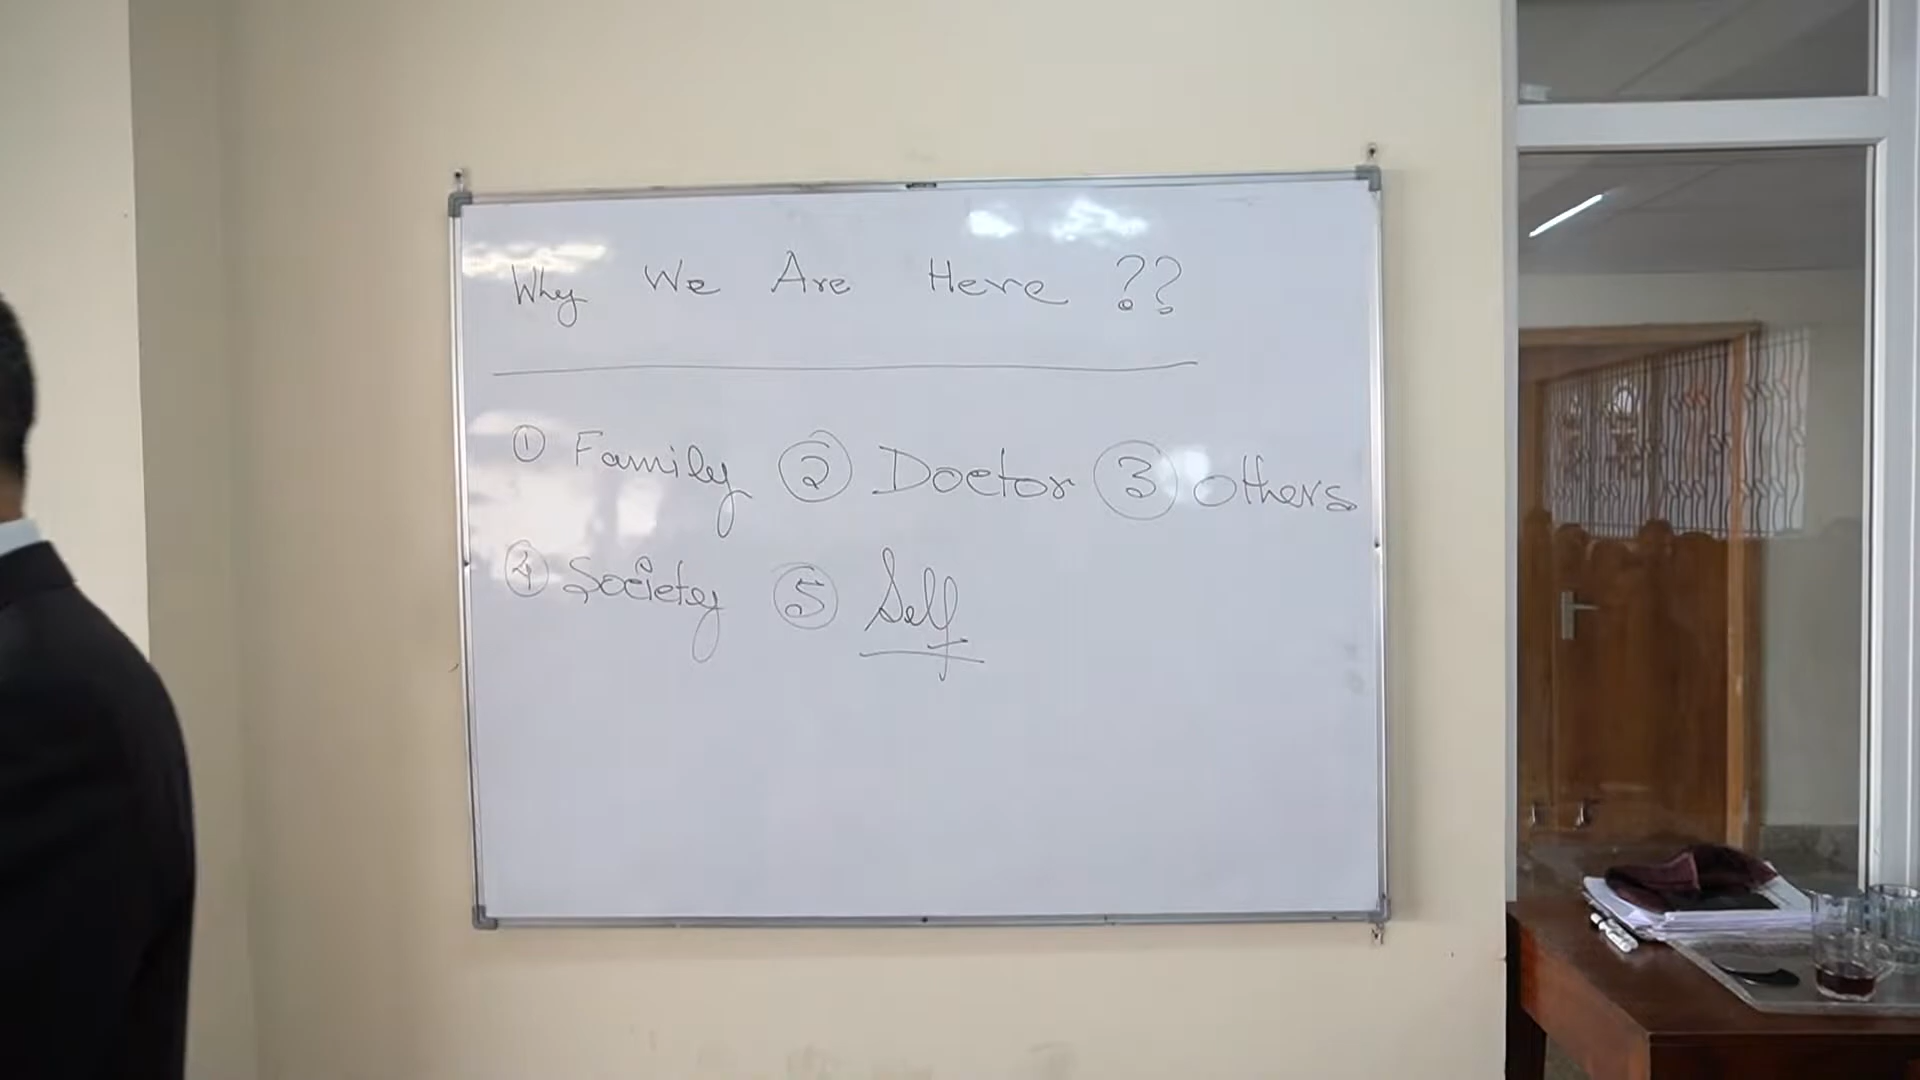 Why We Are Here ??
① Family ② Doctor ③ others
④ Society ⑤ Self